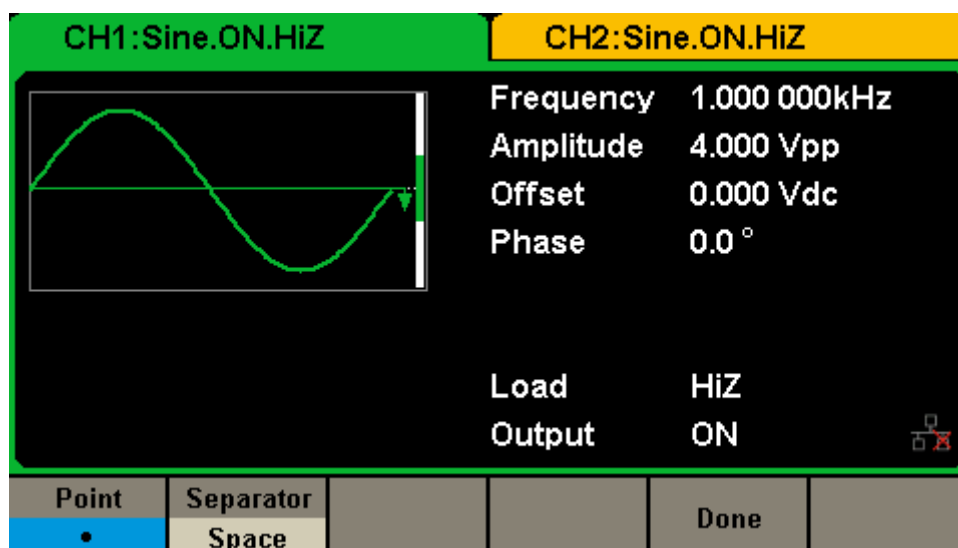 CH1:Sine.ON.HiZ CH2:Sine.ON.HiZ
Frequency 1.000 000kHz
Amplitude 4.000 Vpp
Offset 0.000 Vdc
Phase 0.0 °
Load HiZ
Output ON
Point Separator Done
• Space